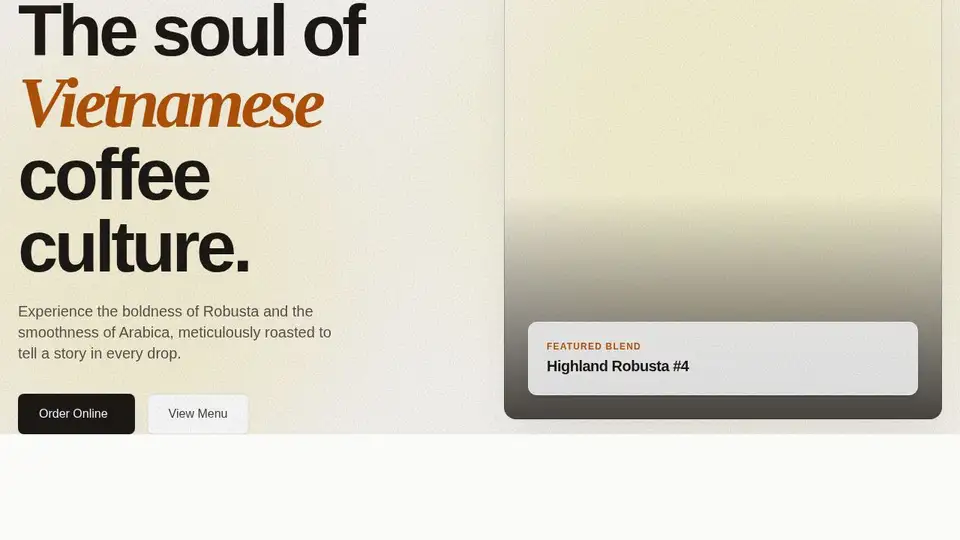 The soul of
Vietnamese
coffee
culture.
Experience the boldness of Robusta and the
smoothness of Arabica, meticulously roasted to
tell a story in every drop.
Order Online
View Menu
FEATURED BLEND
Highland Robusta #4